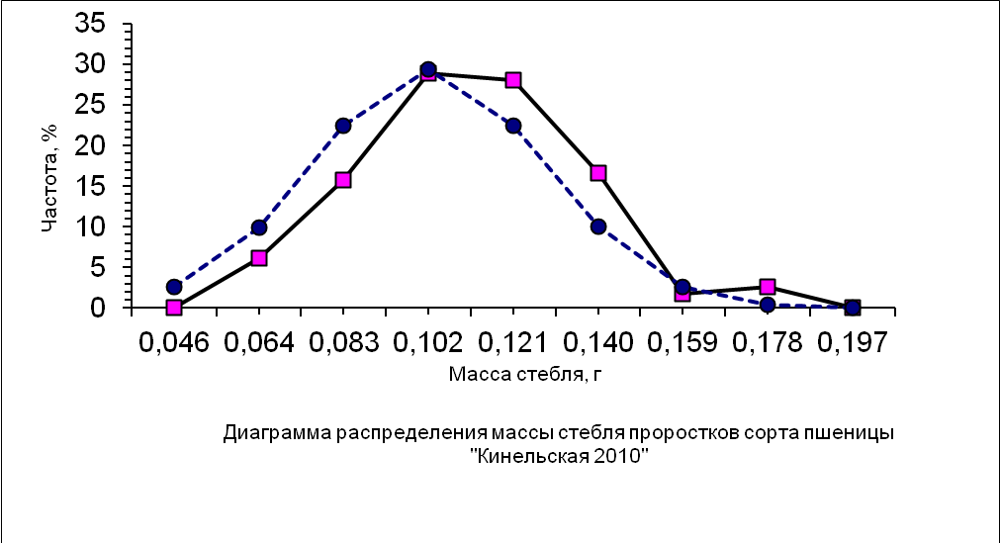 35
30
25
20
15
10
5
0
Частота, %
0,046 0,064 0,083 0,102 0,121 0,140 0,159 0,178 0,197
Масса стебля, г
Диаграмма распределения массы стебля проростков сорта пшеницы
"Кинельская 2010"